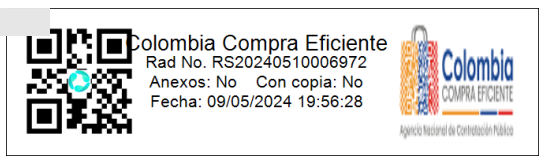 Colombia Compra Eficiente
Rad No. RS20240510006972
Anexos: No Con copia: No
Fecha: 09/05/2024 19:56:28
Colombia
COMPRA EFICIENTE
Agencia Nacional de Contratación Pública